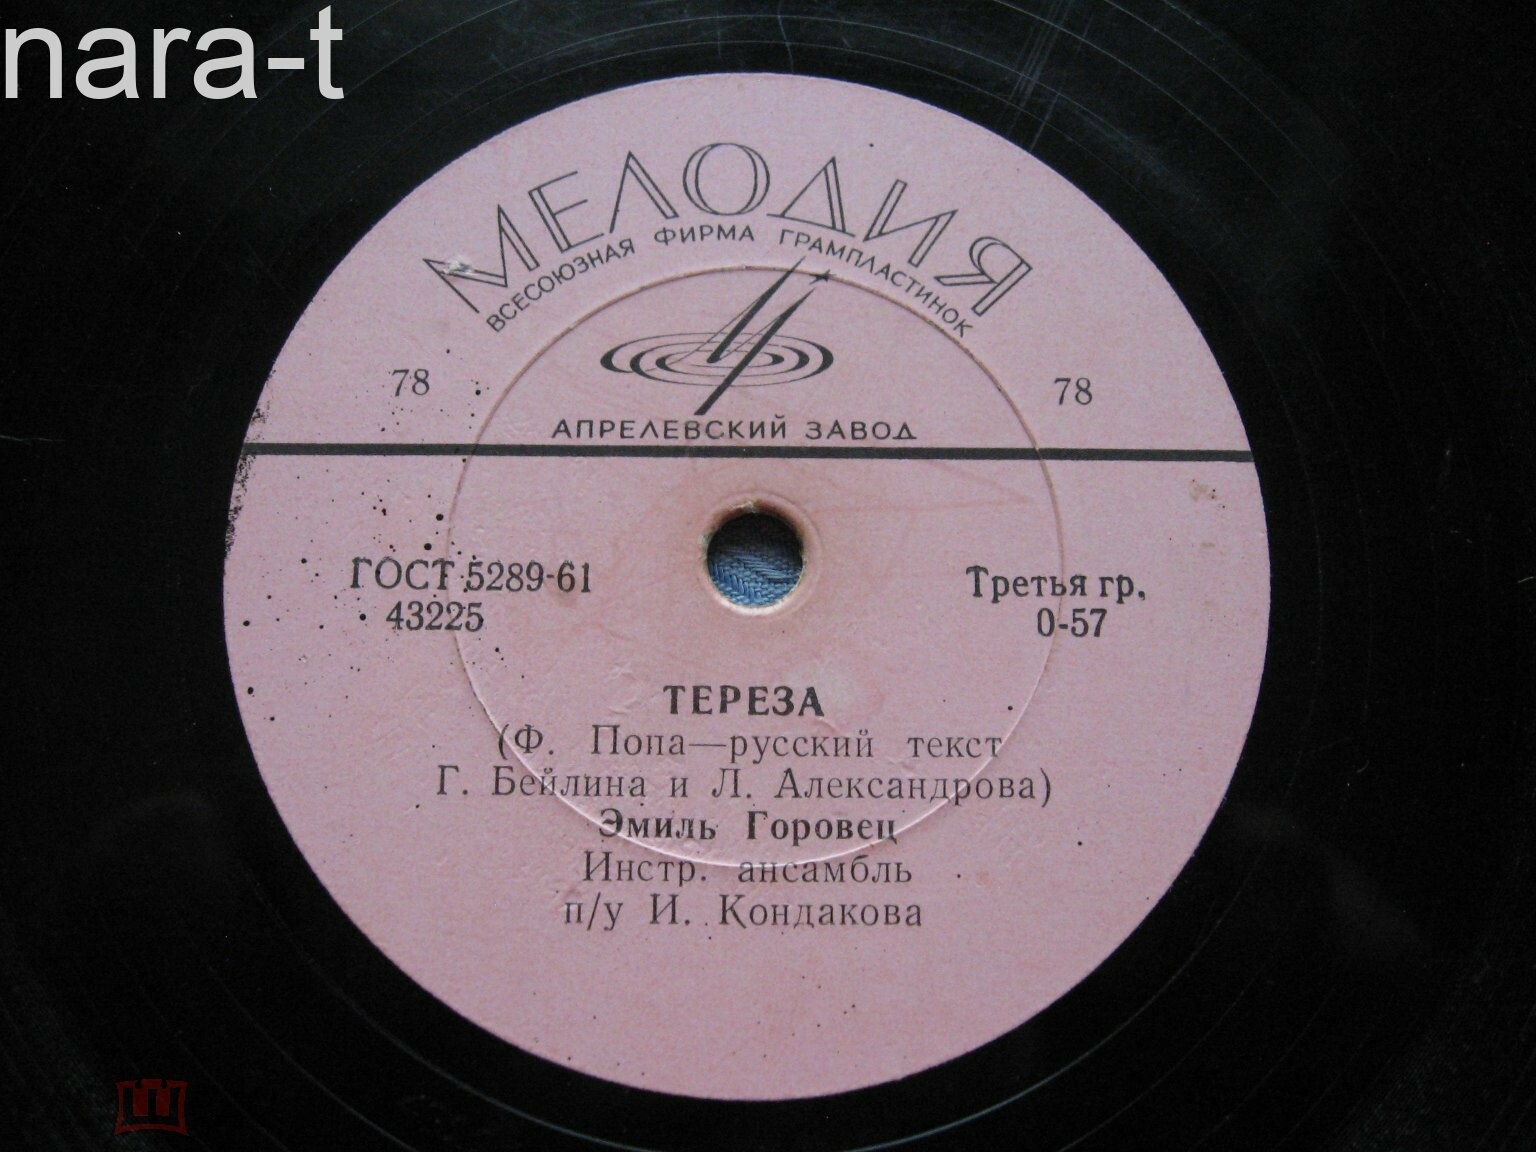 nara-t
МЕЛОДИЯ
ВСЕСОЮЗНАЯ ФИРМА ГРАМПЛАСТИНОК
78 78
АПРЕЛЕВСКИЙ ЗАВОД
ГОСТ 5289-61 Третья гр.
43225 0-57
ТЕРЕЗА
(Ф. Попа—русский текст
Г. Бейлина и Л. Александрова)
Эмиль Горовец
Инстр. ансамбль
п/у И. Кондакова